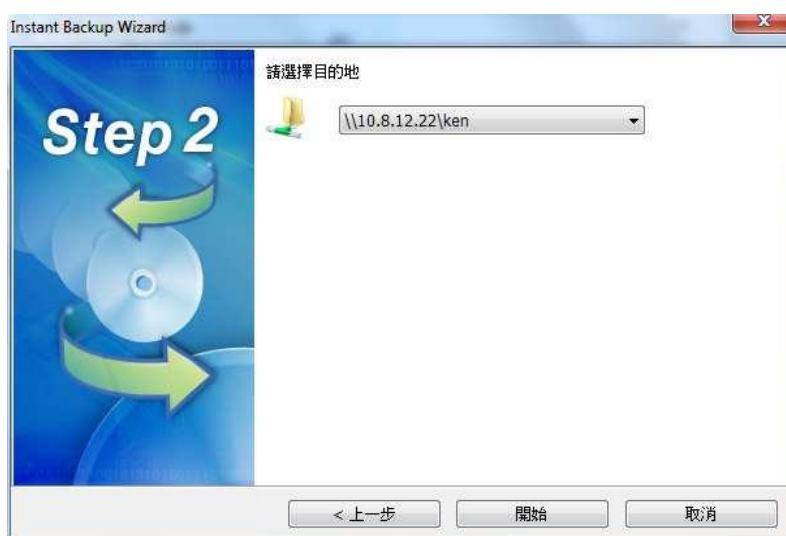 Instant Backup Wizard
Step 2
請選擇目的地
\\10.8.12.22\ken
< 上一步
開始
取消